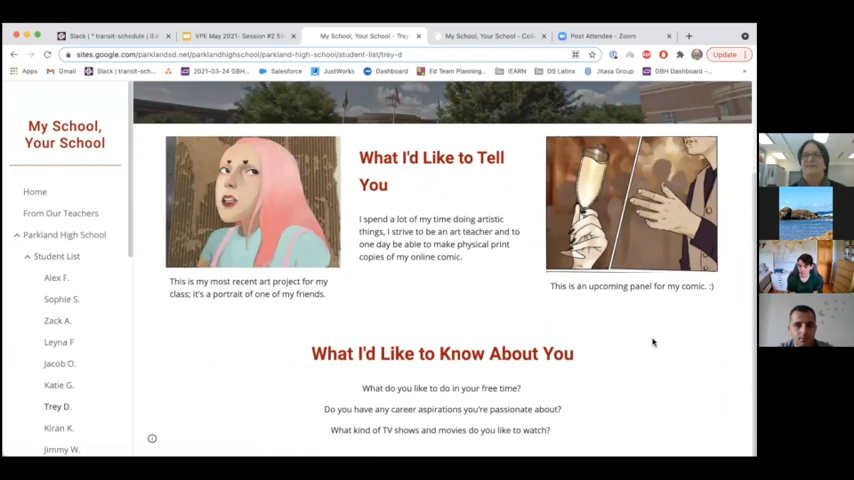 Slack | * transit-schedule | iEA
VPE May 2021- Session #2 Sli
My School, Your School - Trey
My School, Your School - Coll
Post Attendee - Zoom
sites.google.com/parklandsd.net/parklandhighschool/parkland-high-school/student-list/trey-d
Update
Apps
Gmail
Slack | transit-sch...
2021-03-24 GBH...
Salesforce
JustWorks
Dashboard
Ed Team Planning...
iEARN
DS Latinx
Jitasa Group
GBH Dashboard -...
My School,
Your School
Home
From Our Teachers
Parkland High School
Student List
Alex F.
Sophie S.
Zack A.
Leyna F
Jacob O.
Katie G.
Trey D.
Kiran K.
Jimmy W.
This is my most recent art project for my
class; it's a portrait of one of my friends.
What I'd Like to Tell
You
I spend a lot of my time doing artistic
things, I strive to be an art teacher and to
one day be able to make physical print
copies of my online comic.
This is an upcoming panel for my comic. :)
What I'd Like to Know About You
What do you like to do in your free time?
Do you have any career aspirations you're passionate about?
What kind of TV shows and movies do you like to watch?